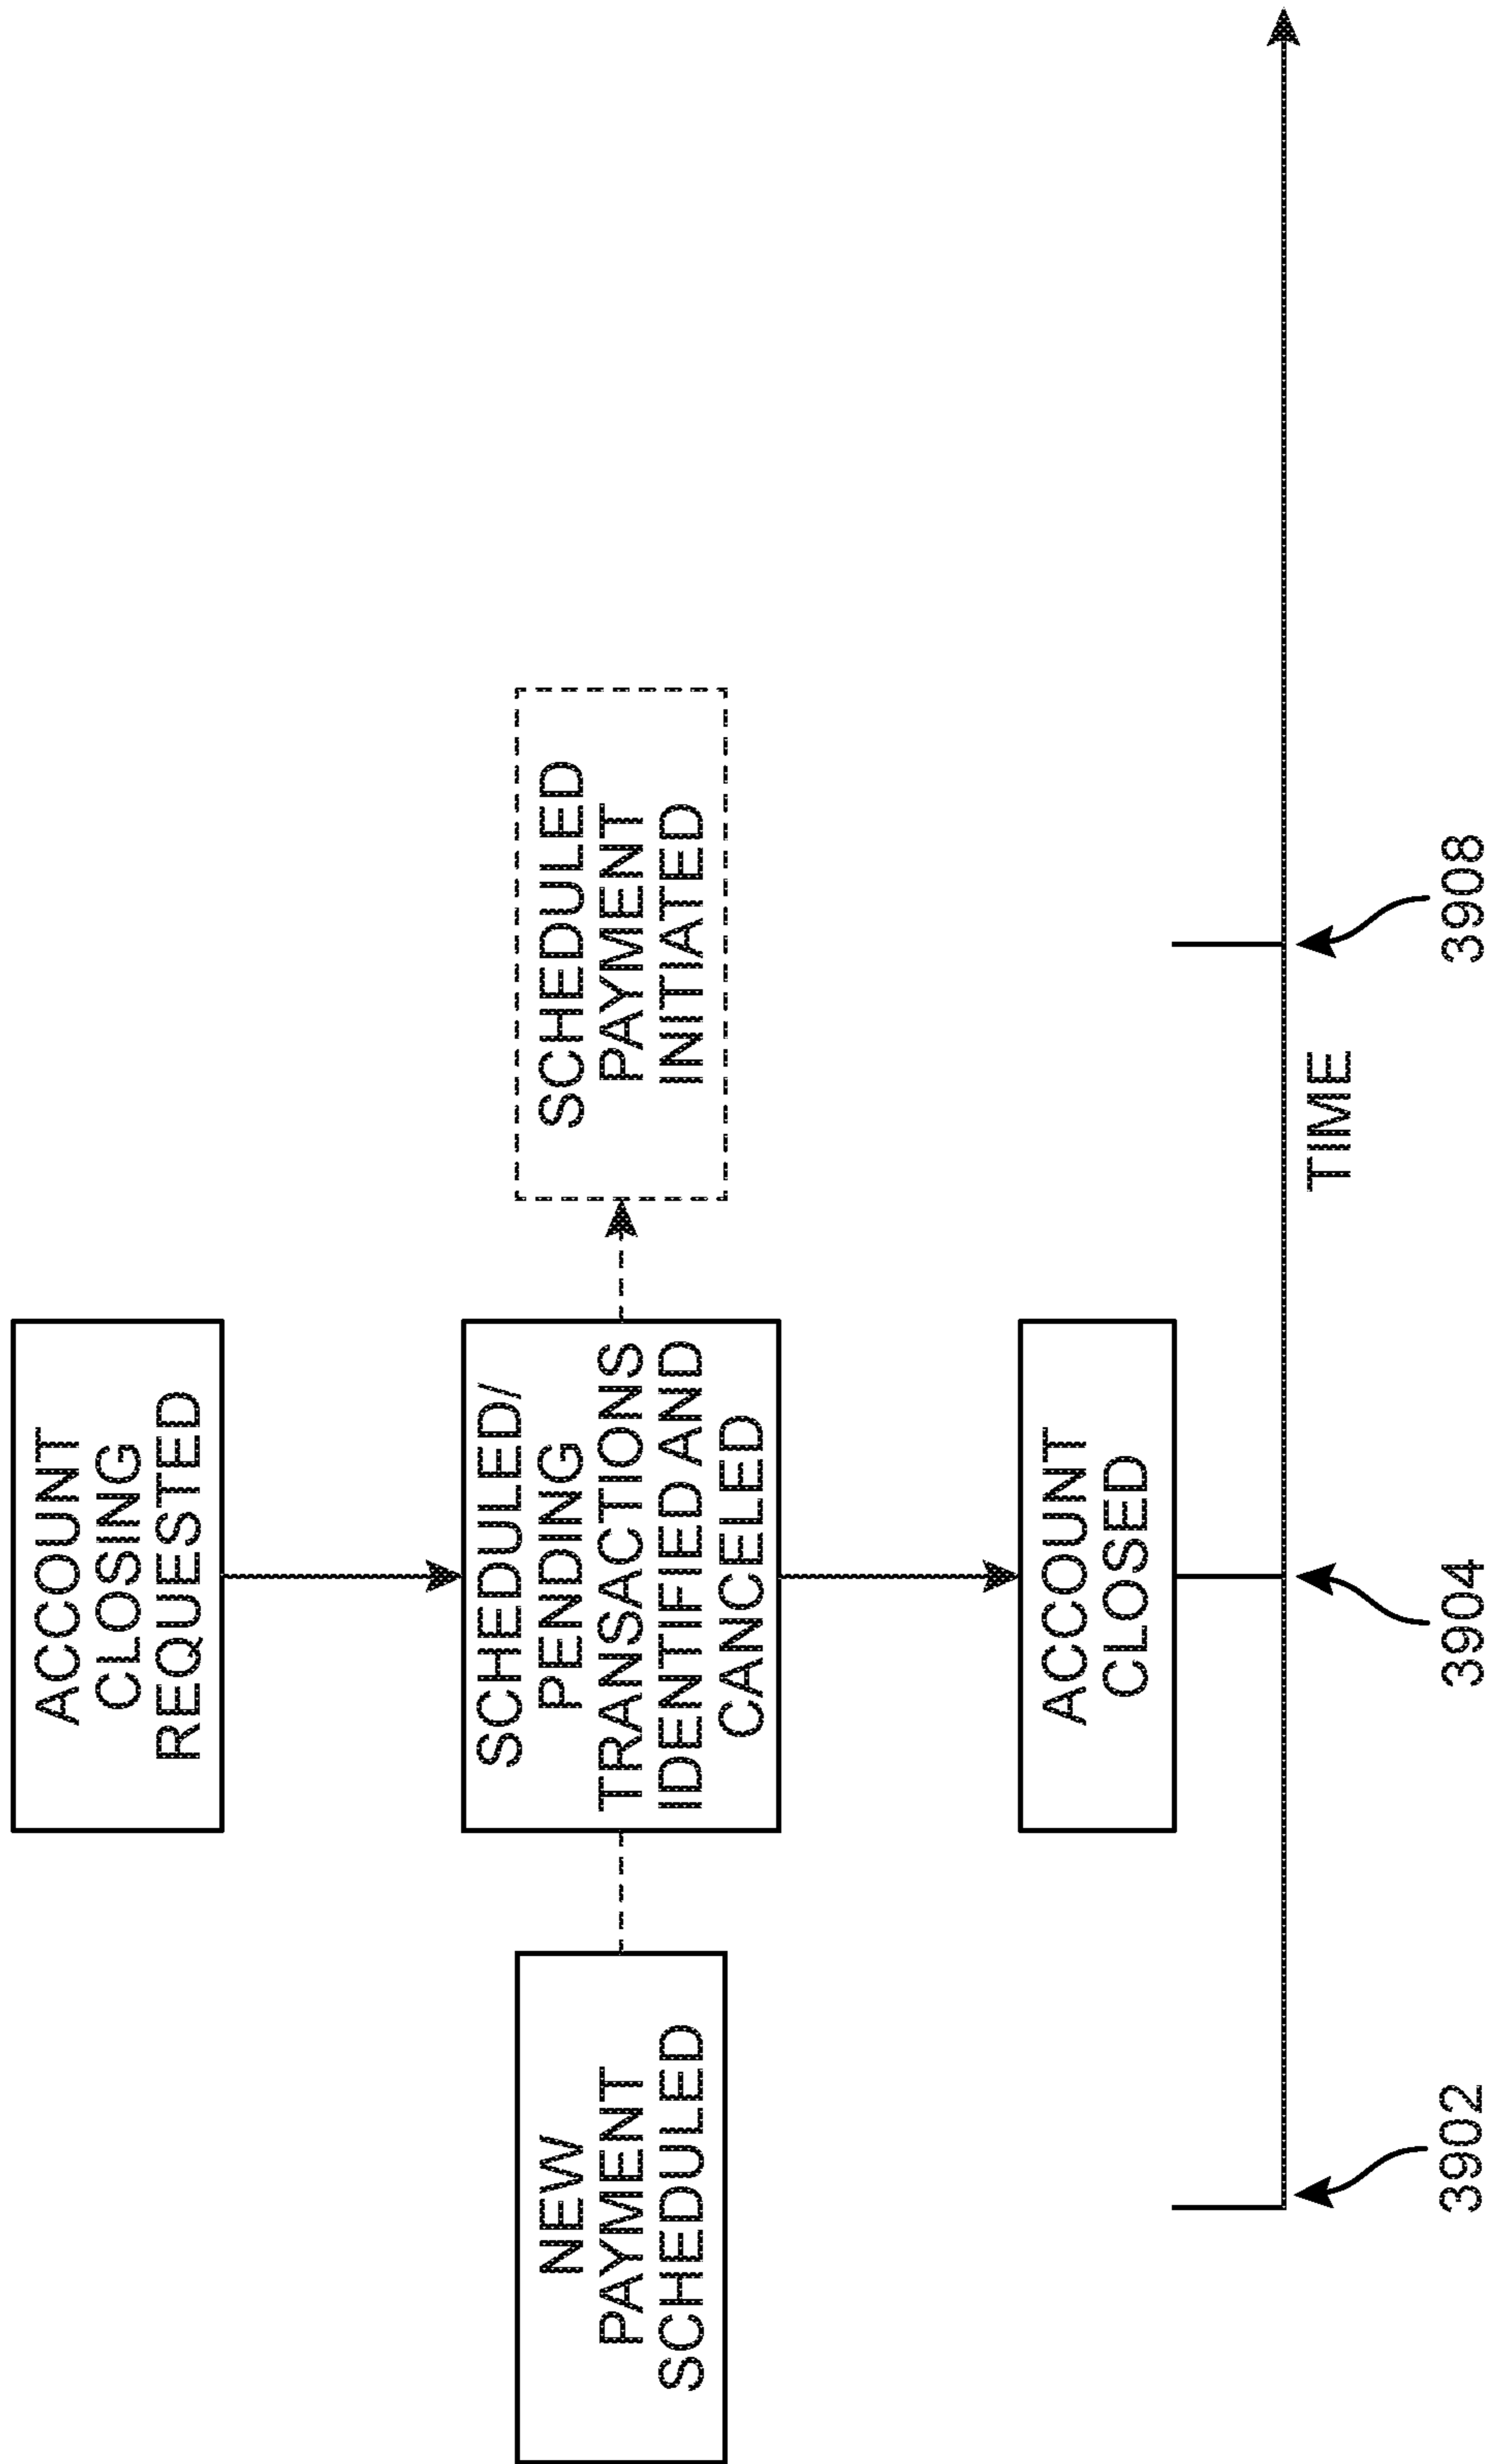 ACCOUNT
CLOSING
REQUESTED
NEW
PAYMENT
SCHEDULED
SCHEDULED/
PENDING
TRANSACTIONS
IDENTIFIED AND
CANCELED
SCHEDULED
PAYMENT
INITIATED
ACCOUNT
CLOSED
TIME
3902
3904
3908